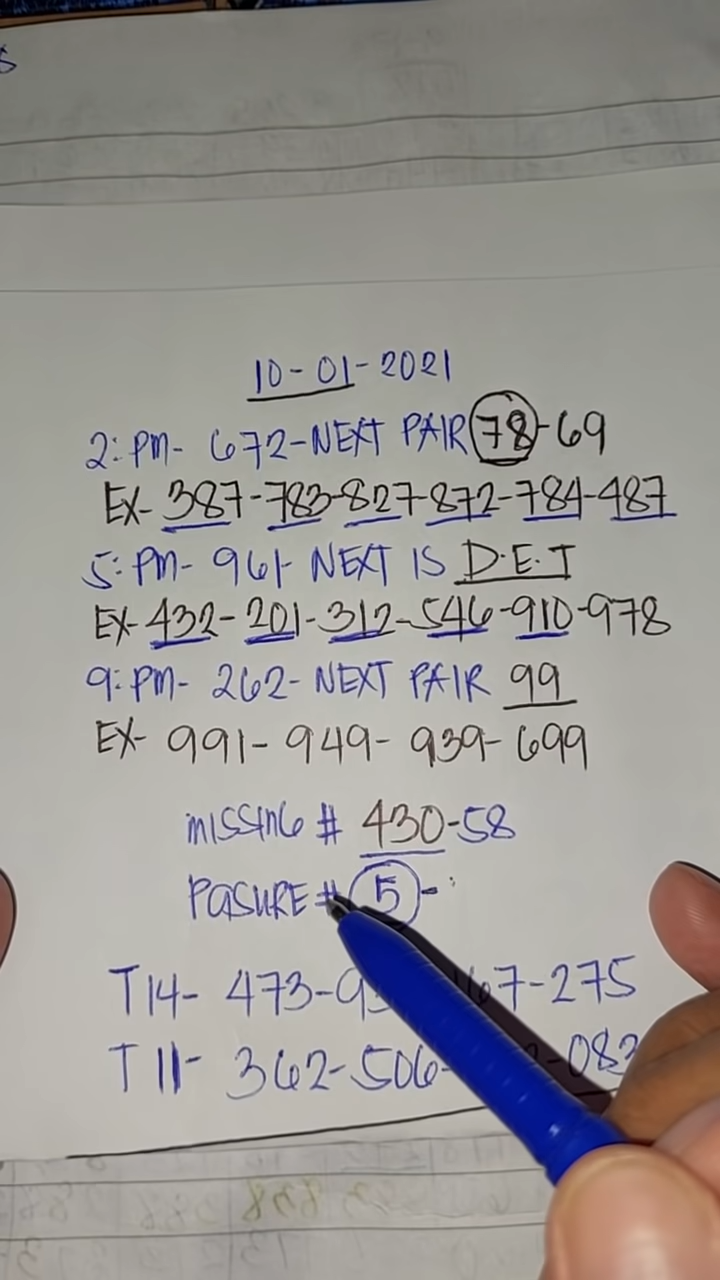 10-01-2021
2:PM- 672-NEXT PAIR 78-69
EX- 387-783-827-872-784-487
5:PM- 961- NEXT IS D.E.T
EX- 432-201-312-546-910-978
9:PM- 262- NEXT PAIR 99
EX- 991- 949- 939- 699
MISSING # 430-58
PASURE# 5-
T14- 473- 275
T11- 362-506-